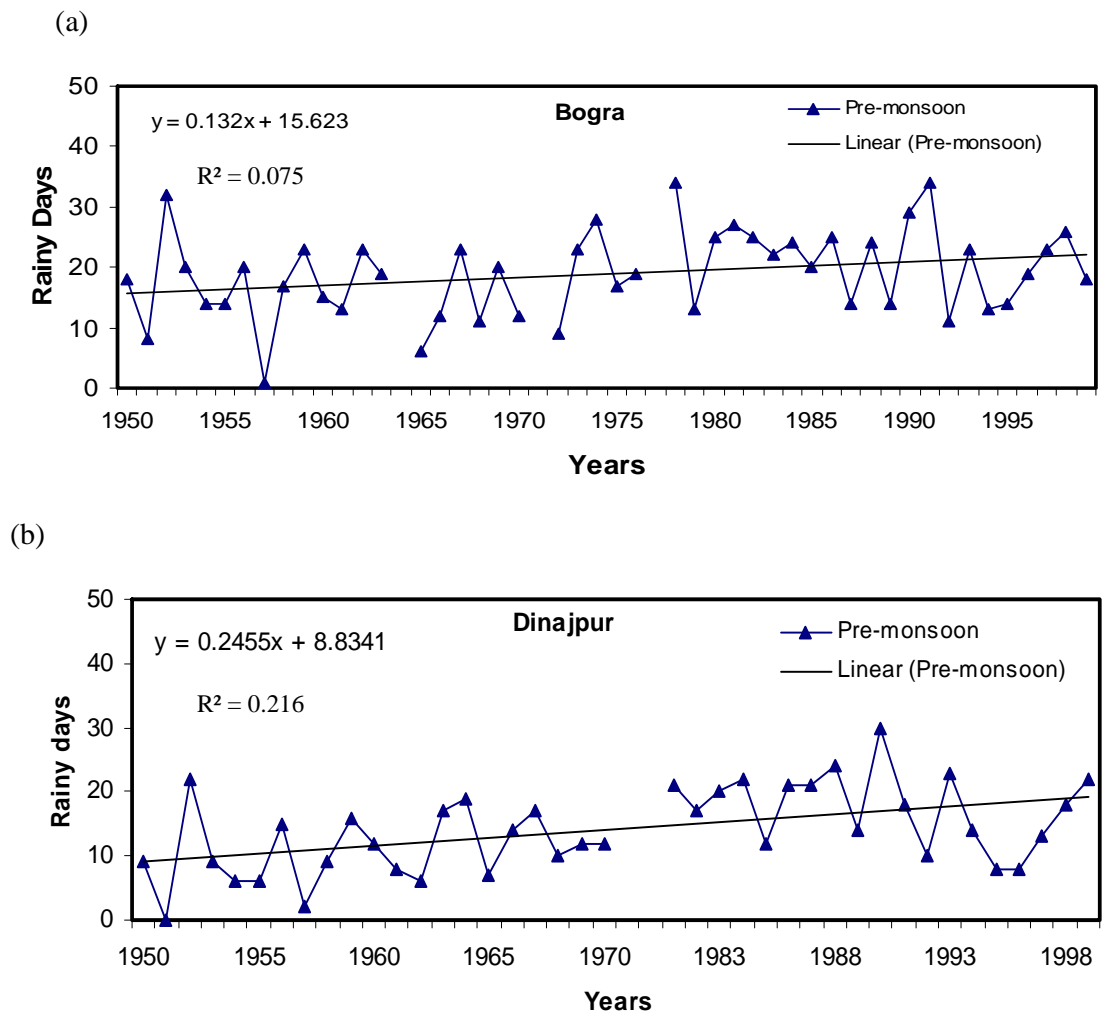 (a)
50
40
30
20
10
0
Rainy Days
y = 0.132x + 15.623
R² = 0.075
Bogra
Pre-monsoon
Linear (Pre-monsoon)
1950 1955 1960 1965 1970 1975 1980 1985 1990 1995
Years
(b)
50
40
30
20
10
0
Rainy days
y = 0.2455x + 8.8341
R² = 0.216
Dinajpur
Pre-monsoon
Linear (Pre-monsoon)
1950 1955 1960 1965 1970 1983 1988 1993 1998
Years